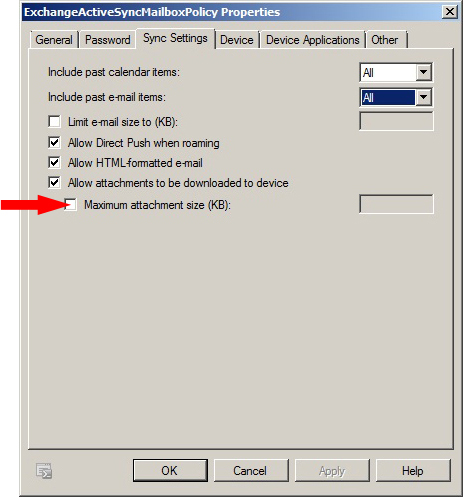 ExchangeActiveSyncMailboxPolicy Properties
General Password Sync Settings Device Device Applications Other
Include past calendar items: All
Include past e-mail items: All
Limit e-mail size to (KB):
Allow Direct Push when roaming
Allow HTML-formatted e-mail
Allow attachments to be downloaded to device
Maximum attachment size (KB):
OK Cancel Apply Help